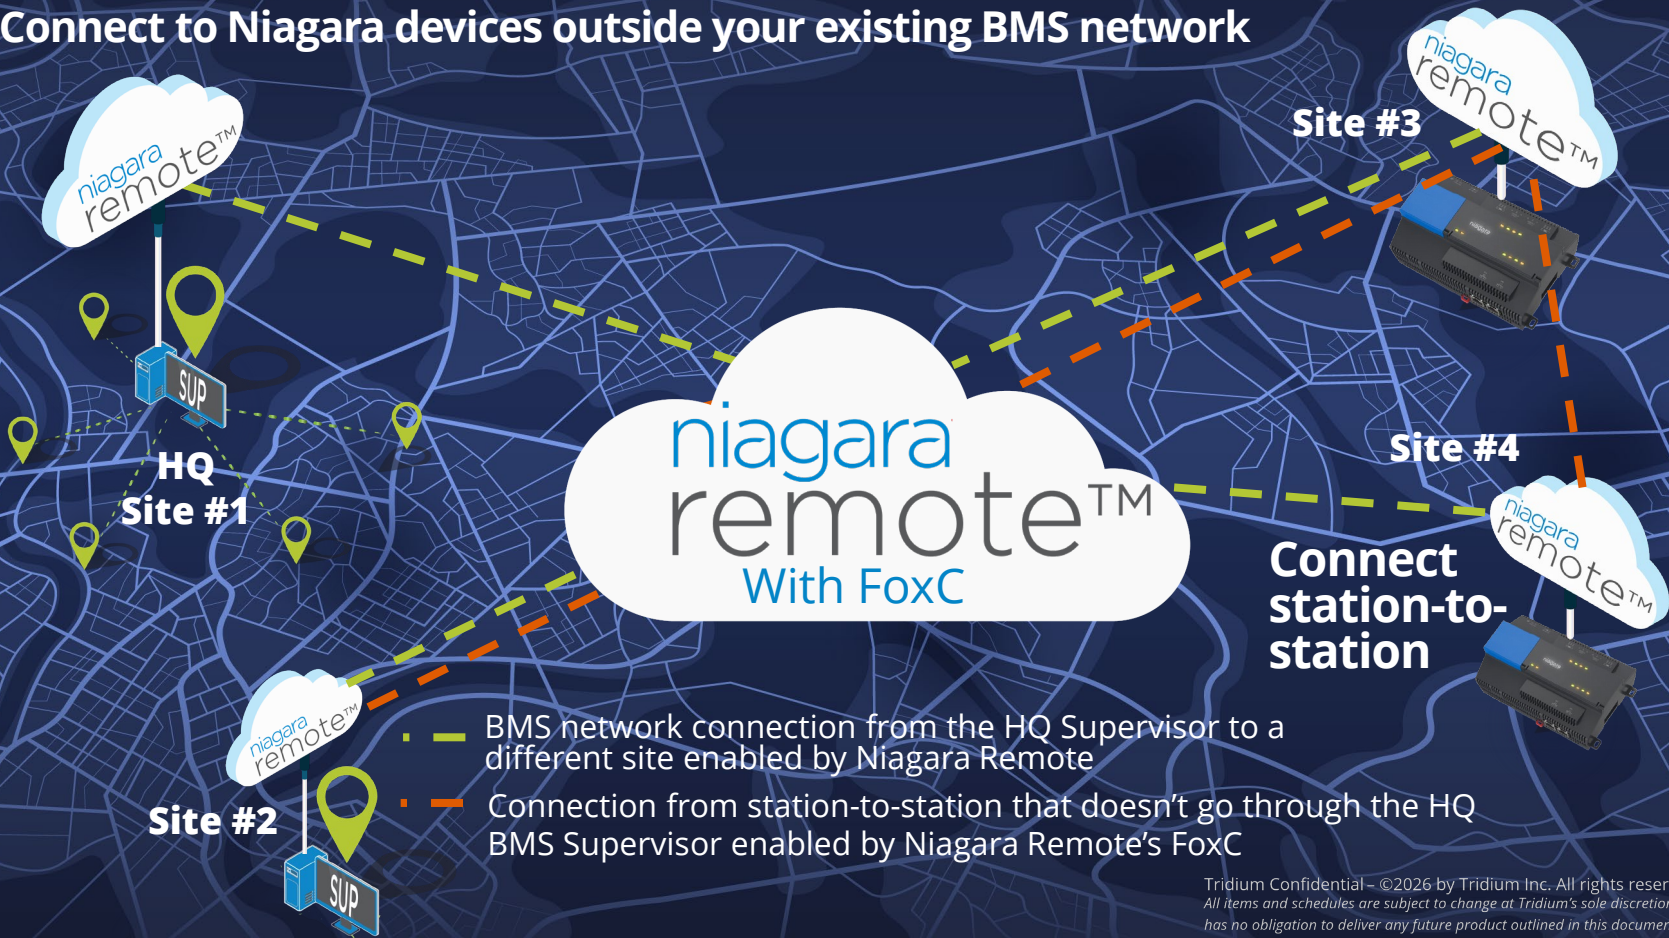 Connect to Niagara devices outside your existing BMS network
niagara
remote™
Site #3
niagara
remote™
SUP
HQ
Site #1
niagara
remote™
With FoxC
Site #4
niagara
remote™
Connect
station-to-
station
niagara
remote™
Site #2
SUP
BMS network connection from the HQ Supervisor to a
different site enabled by Niagara Remote
Connection from station-to-station that doesn’t go through the HQ
BMS Supervisor enabled by Niagara Remote’s FoxC
Tridium Confidential – ©2026 by Tridium Inc. All rights reser
All items and schedules are subject to change at Tridium’s sole discretion
has no obligation to deliver any future product outlined in this documen